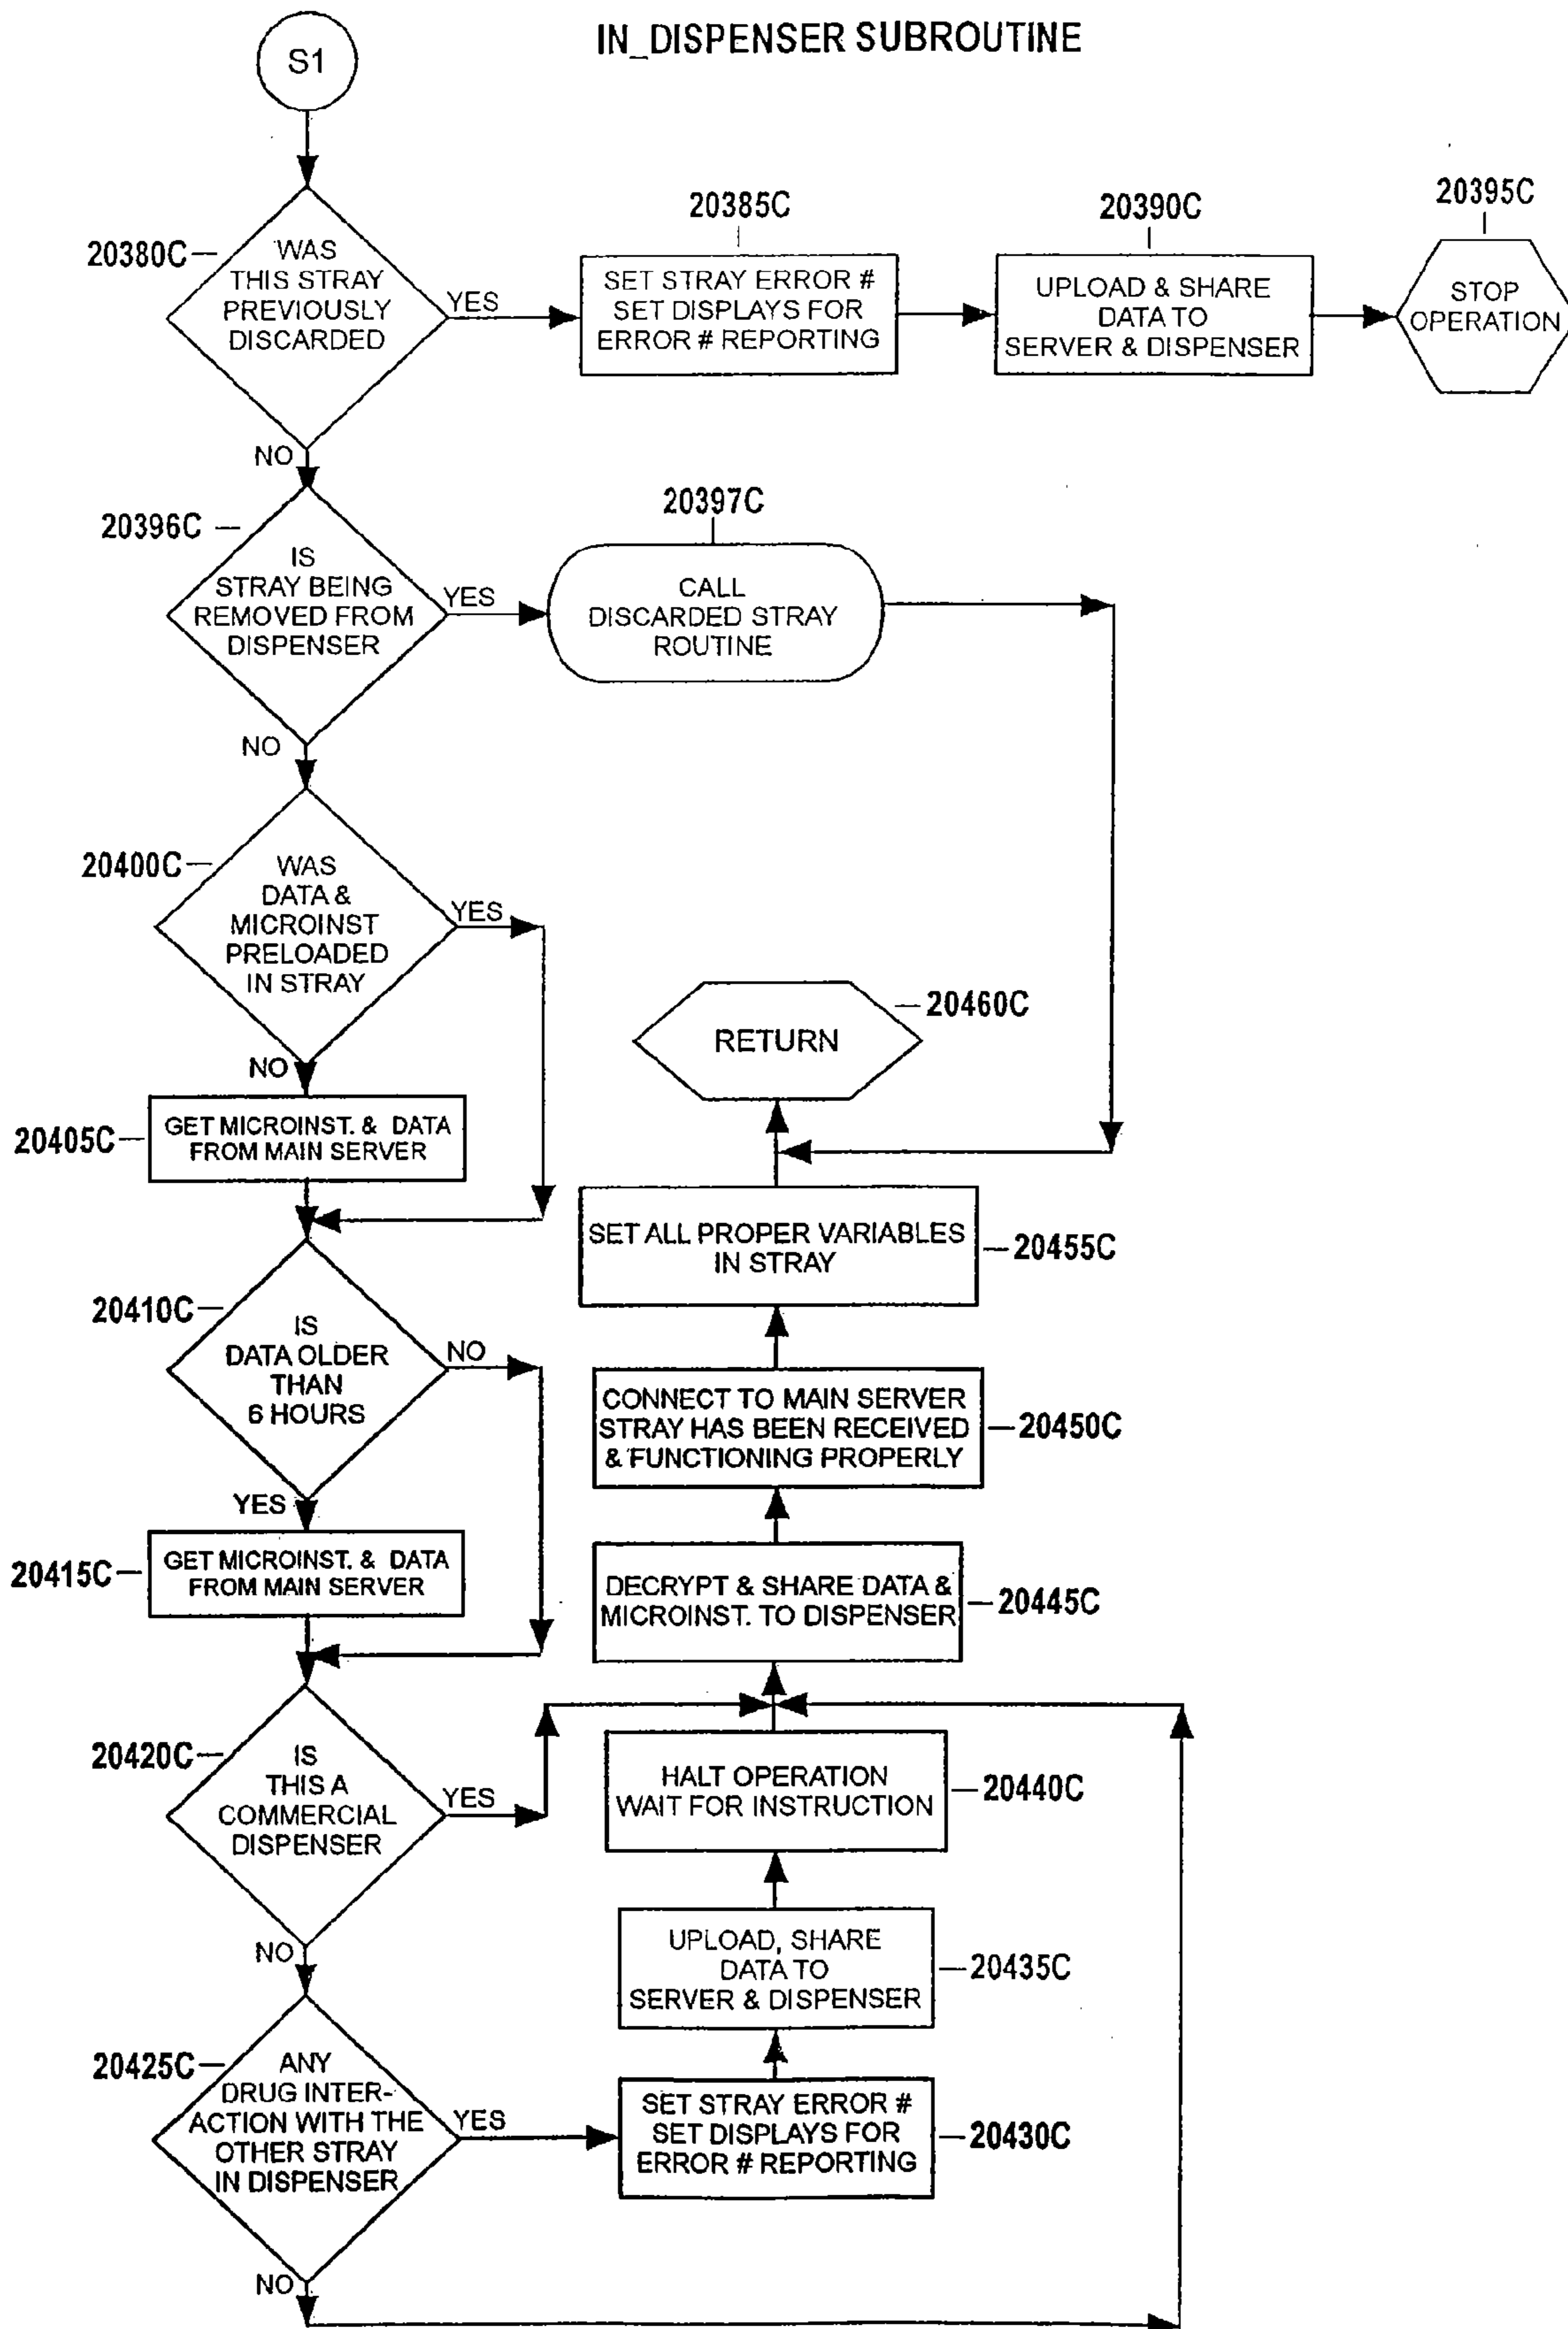 IN_DISPENSER SUBROUTINE
S1
20380C
WAS
THIS STRAY
PREVIOUSLY
DISCARDED
YES
NO
20385C
SET STRAY ERROR #
SET DISPLAYS FOR
ERROR # REPORTING
20390C
UPLOAD & SHARE
DATA TO
SERVER & DISPENSER
20395C
STOP
OPERATION
20396C
IS
STRAY BEING
REMOVED FROM
DISPENSER
YES
NO
20397C
CALL
DISCARDED STRAY
ROUTINE
20400C
WAS
DATA &
MICROINST
PRELOADED
IN STRAY
YES
NO
20405C
GET MICROINST. & DATA
FROM MAIN SERVER
20410C
IS
DATA OLDER
THAN
6 HOURS
NO
YES
20415C
GET MICROINST. & DATA
FROM MAIN SERVER
20420C
IS
THIS A
COMMERCIAL
DISPENSER
YES
NO
20425C
ANY
DRUG INTER-
ACTION WITH THE
OTHER STRAY
IN DISPENSER
YES
NO
20460C
RETURN
SET ALL PROPER VARIABLES
IN STRAY
20455C
CONNECT TO MAIN SERVER
STRAY HAS BEEN RECEIVED
& FUNCTIONING PROPERLY
20450C
DECRYPT & SHARE DATA &
MICROINST. TO DISPENSER
20445C
HALT OPERATION
WAIT FOR INSTRUCTION
20440C
UPLOAD, SHARE
DATA TO
SERVER & DISPENSER
20435C
SET STRAY ERROR #
SET DISPLAYS FOR
ERROR # REPORTING
20430C